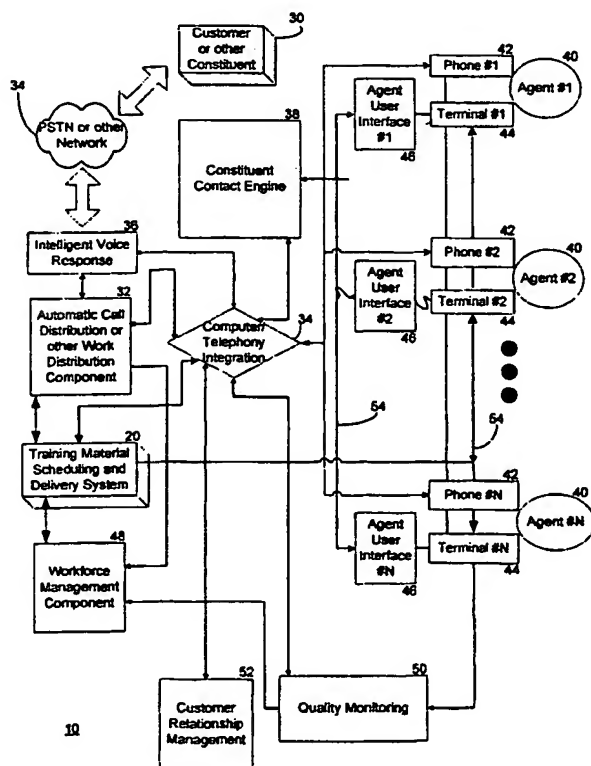 30
Customer
or other
Constituent
34
PSTN or other
Network
38
Constituent
Contact Engine
36
Intelligent Voice
Response
32
Automatic Call
Distribution or
other Work
Distribution
Component
Computer/
Telephony
Integration
34
20
Training Material
Scheduling and
Delivery System
48
Workforce
Management
Component
52
Customer
Relationship
Management
50
Quality Monitoring
10
42
Phone #1
40
Agent #1
Agent User
Interface
#1
46
Terminal #1
44
42
Phone #2
40
Agent #2
Agent User
Interface
#2
46
Terminal #2
44
54
54
42
Phone #N
40
Agent #N
Agent User
Interface
#N
46
Terminal #N
44